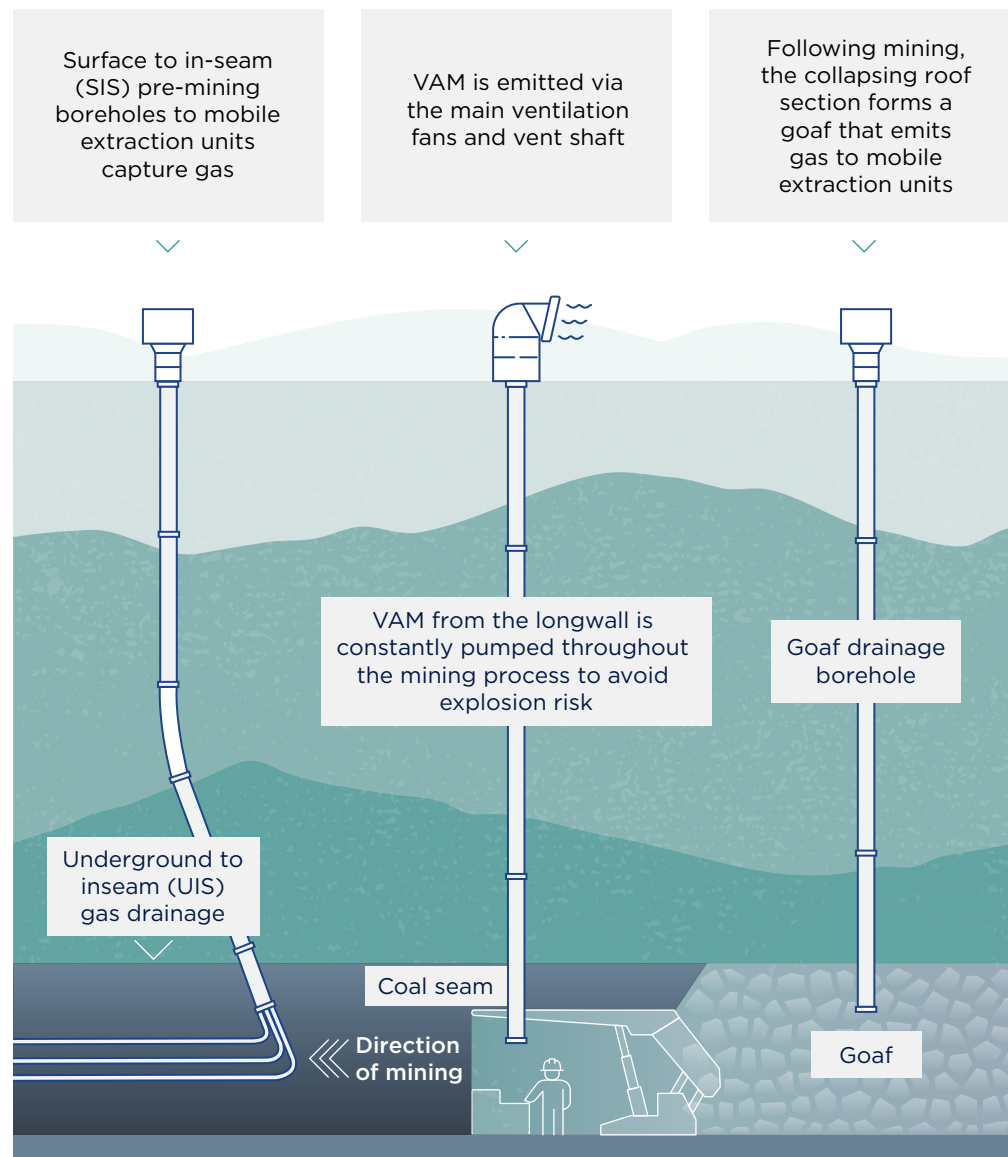 Surface to in-seam
(SIS) pre-mining
boreholes to mobile
extraction units
capture gas
VAM is emitted via
the main ventilation
fans and vent shaft
Following mining,
the collapsing roof
section forms a
goaf that emits
gas to mobile
extraction units
VAM from the longwall is
constantly pumped throughout
the mining process to avoid
explosion risk
Goaf drainage
borehole
Underground to
inseam (UIS)
gas drainage
Coal seam
Direction
of mining
Goaf